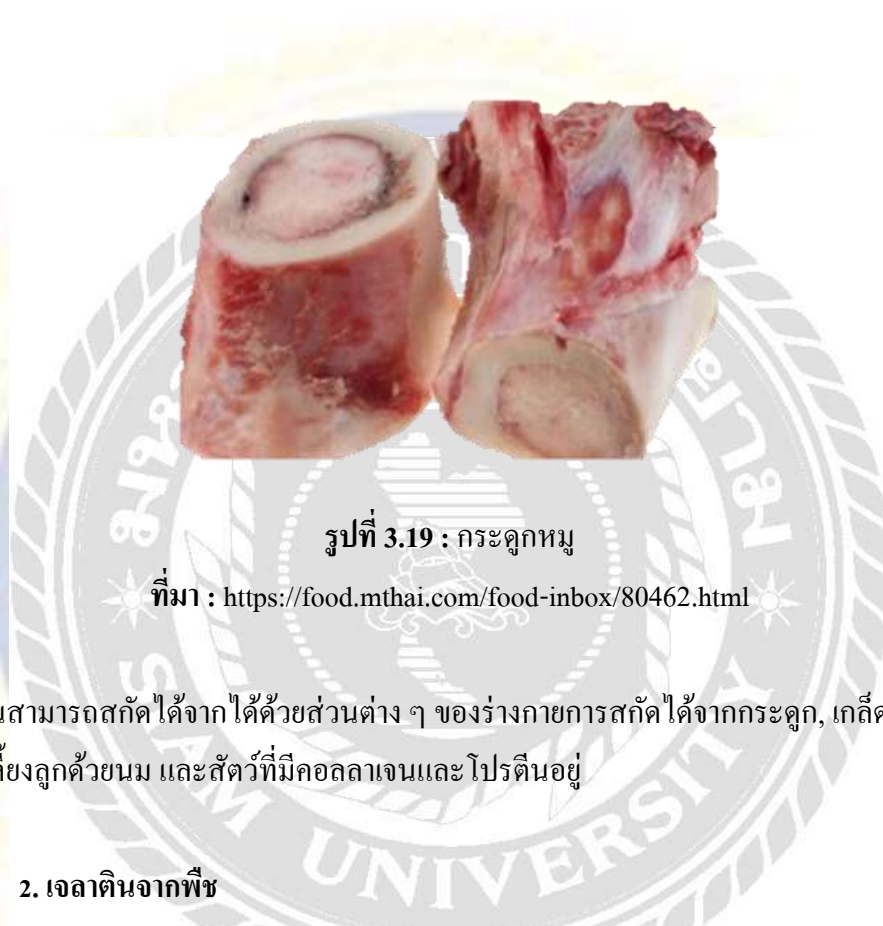 รูปที่ 3.19 : กระดูกหมู
ที่มา : https://food.mthai.com/food-inbox/80462.html
นสามารถสกัดได้จากได้ด้วยส่วนต่าง ๆ ของร่างกายการสกัดได้จากกระดูก, เกล็ด
ี้ยงลูกด้วยนม และสัตว์ที่มีคอลลาเจนและโปรตีนอยู่
2. เจลาตินจากพืช
SIAM UNIVERSITY